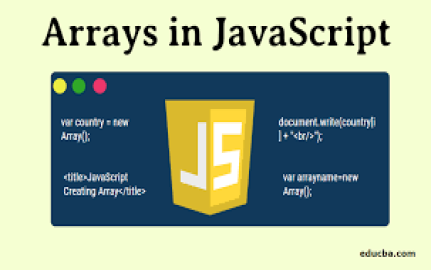 Arrays in JavaScript
var country = new
Array();
document.write(country[i
] + "<br/>");
JS
<title>JavaScript
Creating Array</title>
var arrayname=new
Array();
educba.com